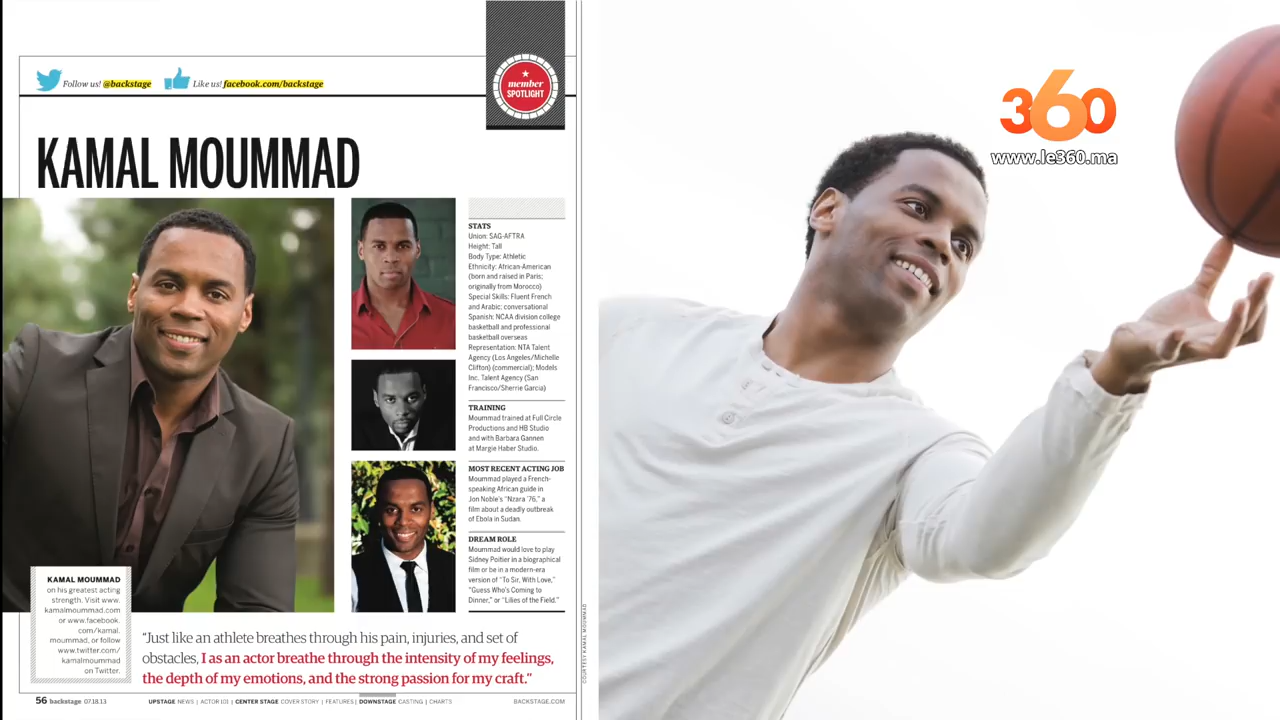 Follow us! @backstage
Like us! facebook.com/backstage
member
SPOTLIGHT
KAMAL MOUMMAD
STATS
Union: SAG-AFTRA
Height: Tall
Body Type: Athletic
Ethnicity: African-American
(born and raised in Paris;
originally from Morocco)
Special Skills: Fluent French
and Arabic; conversational
Spanish; NCAA division college
basketball and professional
basketball overseas
Representation: NTA Talent
Agency (Los Angeles/Michelle
Clifton) (commercial); Models
Inc. Talent Agency (San
Francisco/Sherrie Garcia)
TRAINING
Moummad trained at Full Circle
Productions and HB Studio
and with Barbara Gannen
at Margie Haber Studio.
MOST RECENT ACTING JOB
Moummad played a French-
speaking African guide in
Jon Noble's "Nzara '76," a
film about a deadly outbreak
of Ebola in Sudan.
DREAM ROLE
Moummad would love to play
Sidney Poitier in a biographical
film or be in a modern-era
version of "To Sir, With Love,"
"Guess Who's Coming to
Dinner," or "Lilies of the Field."
KAMAL MOUMMAD
on his greatest acting
strength. Visit www.
kamalmoummad.com
or www.facebook.
com/kamal.
moummad, or follow
www.twitter.com/
kamalmoummad
on Twitter.
"Just like an athlete breathes through his pain, injuries, and set of
obstacles, I as an actor breathe through the intensity of my feelings,
the depth of my emotions, and the strong passion for my craft."
COURTESY KAMAL MOUMMAD
56 backstage 07.18.13
UPSTAGE NEWS | ACTOR 101 | CENTER STAGE COVER STORY | FEATURES | DOWNSTAGE CASTING | CHARTS
BACKSTAGE.COM
360
www.le360.ma